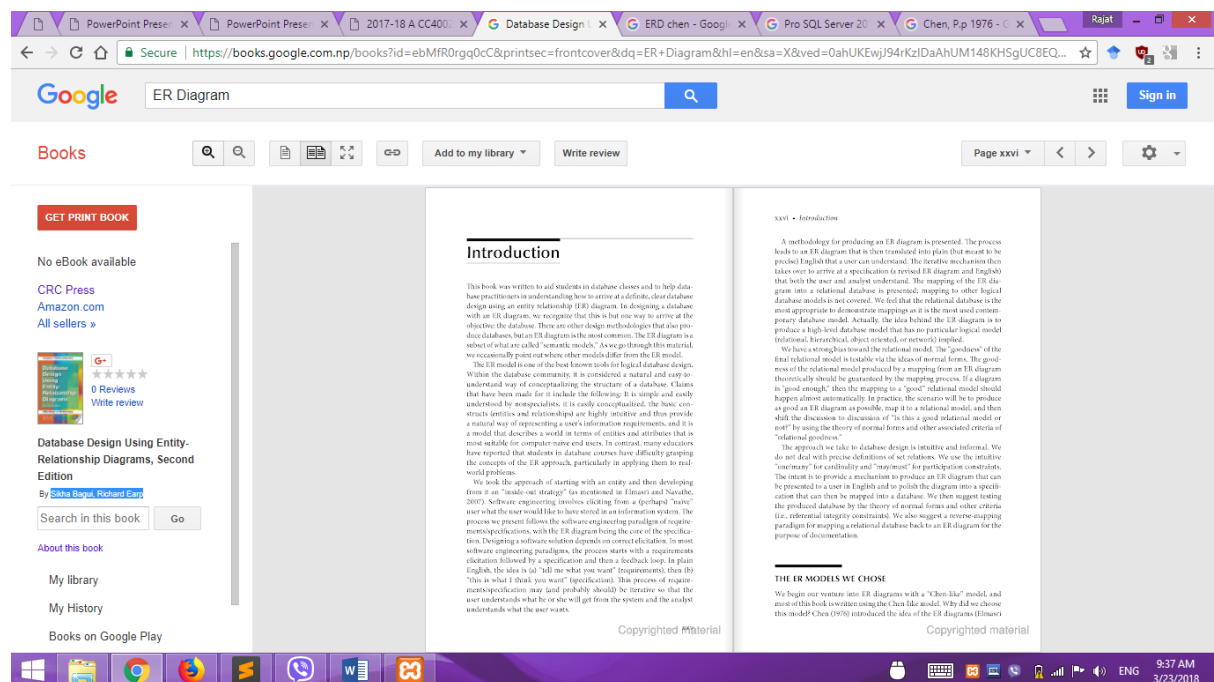 PowerPoint Presen
PowerPoint Presen
2017-18 A CC400
Database Design U
ERD chen - Googl
Pro SQL Server 20
Chen, P.p 1976 - G
Rajat
Secure
https://books.google.com.np/books?id=ebMfR0rgq0cC&printsec=frontcover&dq=ER+Diagram&hl=en&sa=X&ved=0ahUKEwjJ94rKzIDaAhUM148KHSgUC8EQ...
2
Google
ER Diagram
Sign in
Books
Add to my library
Write review
Page xxvi
GET PRINT BOOK
No eBook available
CRC Press
Amazon.com
All sellers »
Database
Design
Using
Entity-
Relationship
Diagrams
G+
0 Reviews
Write review
Database Design Using Entity-
Relationship Diagrams, Second
Edition
By Sikha Bagui, Richard Earp
Search in this book
Go
About this book
My library
My History
Books on Google Play
Introduction
This book was written to aid students in database classes and to help data-
base practitioners in understanding how to arrive at a definite, clear database
design using an entity relationship (ER) diagram. In designing a database
with an ER diagram, we recognize that this is but one way to arrive at the
objective: the database. There are other design methodologies that also pro-
duce databases, but an ER diagram is the most common. The ER diagram is a
subset of what are called "semantic models." As we go through this material,
we occasionally point out where other models differ from the ER model.
The ER model is one of the best-known tools for logical database design.
Within the database community, it is considered a natural and easy-to-
understand way of conceptualizing the structure of a database. Claims
that have been made for it include the following: It is simple and easily
understood by nonspecialists, it is easily conceptualized, the basic con-
structs (entities and relationships) are highly intuitive and thus provide
a natural way of representing a user's information requirements, and it is
a model that describes a world in terms of entities and attributes that is
most suitable for computer-naïve end users. In contrast, many educators
have reported that students in database courses have difficulty grasping
the concepts of the ER approach, particularly in applying them to real-
world problems.
We took the approach of starting with an entity and then developing
from it an "inside-out strategy" (as mentioned in Elmasri and Navathe,
2007). Software engineering involves eliciting from a (perhaps) "naïve"
user what the user would like to have stored in an information system. The
process we present follows the software engineering paradigm of require-
ments/specifications, with the ER diagram being the core of the specifica-
tion. Designing a software solution depends on correct elicitation. In most
software engineering paradigms, the process starts with a requirements
elicitation followed by a specification and then a feedback loop. In plain
English, the idea is (a) "tell me what you want" (requirements), then (b)
"this is what I think you want" (specification). This process of require-
ments/specification may (and probably should) be iterative so that the
user understands what he or she will get from the system and the analyst
understands what the user wants.
Copyrighted material
xxvi • Introduction
A methodology for producing an ER diagram is presented. The process
leads to an ER diagram that is then translated into plain (but meant to be
precise) English that a user can understand. The iterative mechanism then
takes over to arrive at a specification (a revised ER diagram and English)
that both the user and analyst understand. The mapping of the ER dia-
gram into a relational database is presented; mapping to other logical
database models is not covered. We feel that the relational database is the
most appropriate to demonstrate mappings as it is the most used contem-
porary database model. Actually, the idea behind the ER diagram is to
produce a high-level database model that has no particular logical model
(relational, hierarchical, object oriented, or network) implied.
We have a strong bias toward the relational model. The "goodness" of the
final relational model is testable via the ideas of normal forms. The good-
ness of the relational model produced by a mapping from an ER diagram
theoretically should be guaranteed by the mapping process. If a diagram
is "good enough," then the mapping to a "good" relational model should
happen almost automatically. In practice, the scenario will be to produce
as good an ER diagram as possible, map it to a relational model, and then
shift the discussion to discussion of "Is this a good relational model or
not?" by using the theory of normal forms and other associated criteria of
"relational goodness."
The approach we take to database design is intuitive and informal. We
do not deal with precise definitions of set relations. We use the intuitive
"one/many" for cardinality and "may/must" for participation constraints.
The intent is to provide a mechanism to produce an ER diagram that can
be presented to a user in English and to polish the diagram into a specifi-
cation that can then be mapped into a database. We then suggest testing
the produced database by the theory of normal forms and other criteria
(i.e., referential integrity constraints). We also suggest a reverse-mapping
paradigm for mapping a relational database back to an ER diagram for the
purpose of documentation.
THE ER MODELS WE CHOSE
We begin our venture into ER diagrams with a "Chen-like" model, and
most of this book is written using the Chen-like model. Why did we choose
this model? Chen (1976) introduced the idea of the ER diagrams (Elmasri
Copyrighted material
ENG
9:37 AM
3/23/2018